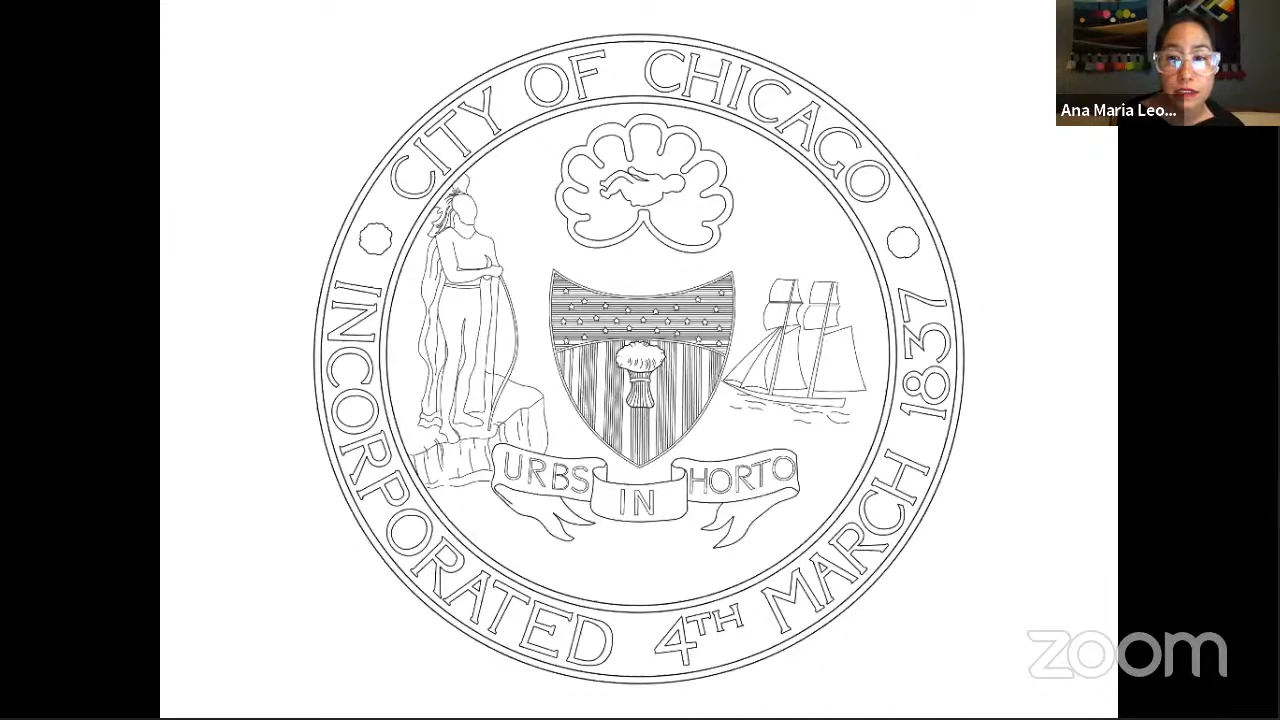 CITY OF CHICAGO
INCORPORATED 4TH MARCH 1837
URBS IN HORTO
Ana Maria Leo...
zoom